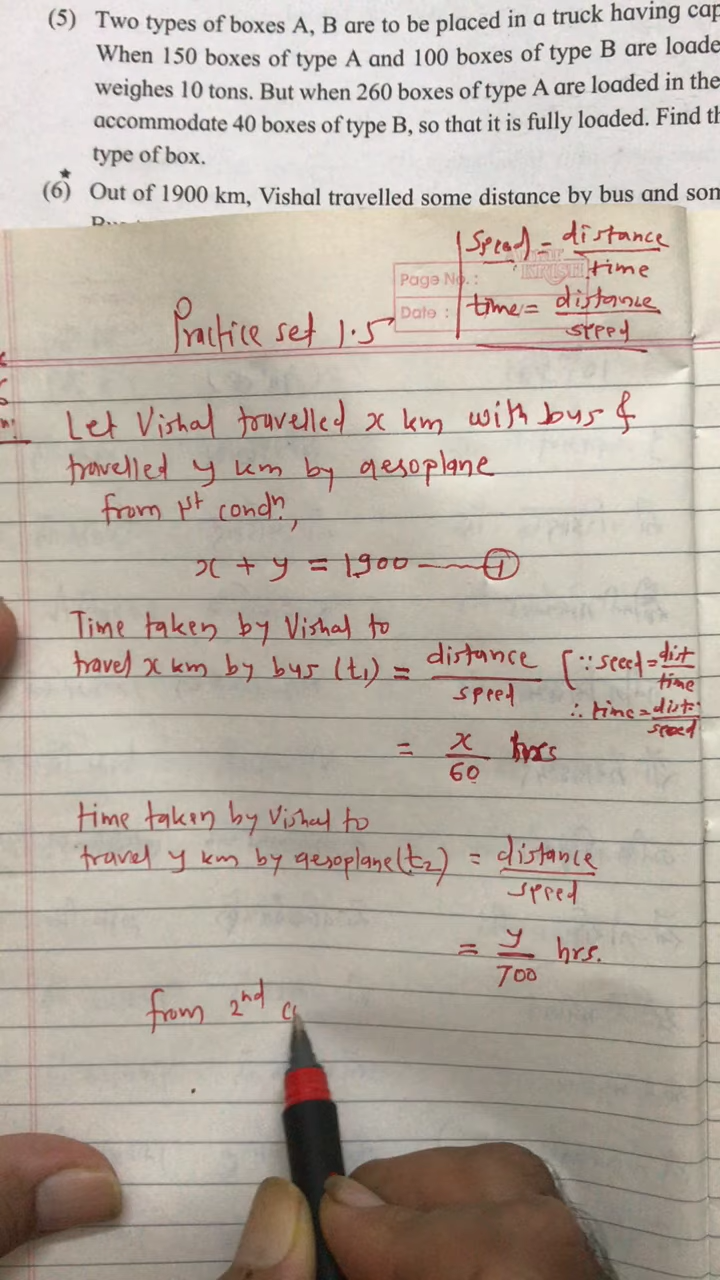 (5) Two types of boxes A, B are to be placed in a truck having cap
When 150 boxes of type A and 100 boxes of type B are loade
weighes 10 tons. But when 260 boxes of type A are loaded in the
accommodate 40 boxes of type B, so that it is fully loaded. Find th
type of box.
(6) Out of 1900 km, Vishal travelled some distance by bus and som
Speed = distance / time
Page No. :
Date :
time = distance / speed
Practice set 1.5
Let Vishal travelled x km with bus &
travelled y km by aeroplane
from 1st condn,
x + y = 1900 —— ①
Time taken by Vishal to
travel x km by bus (t₁) = distance / speed [∵ speed = dist / time
∴ time = dist. / speed
= x / 60 hrs
time taken by Vishal to
travel y km by aeroplane (t₂) = distance / speed
= y / 700 hrs.
from 2nd c